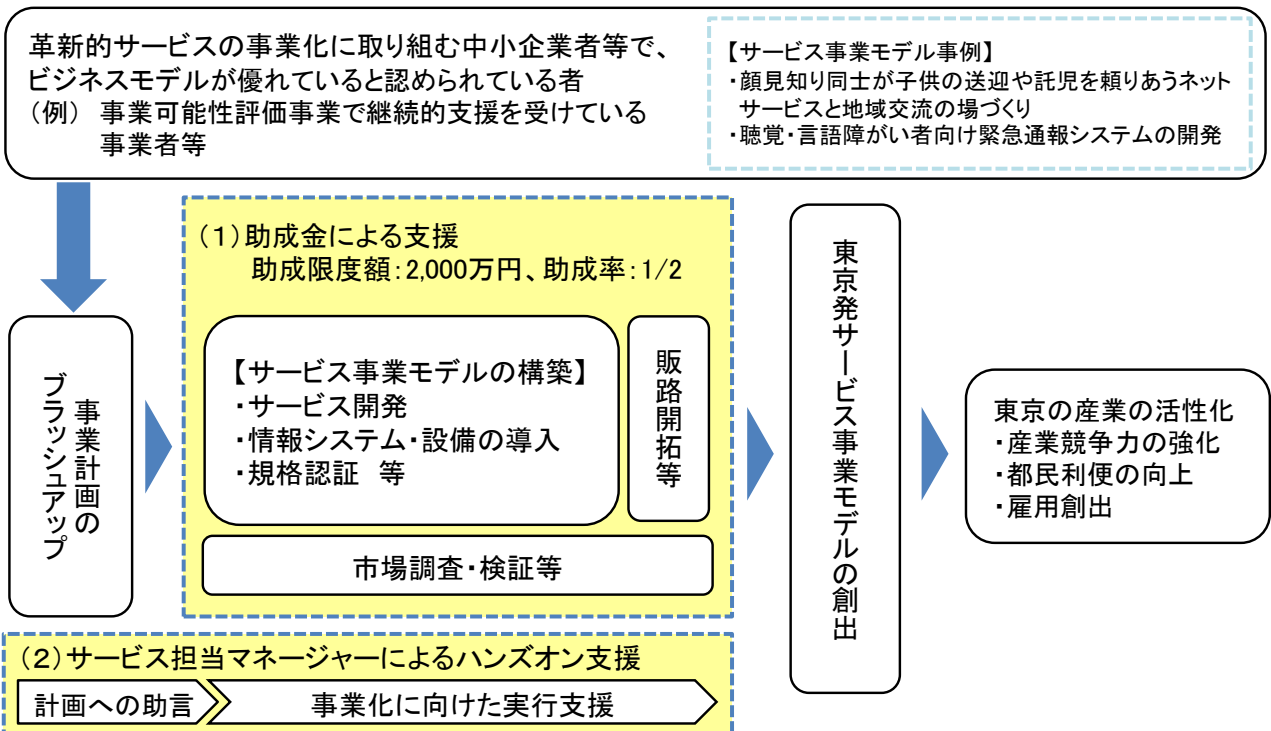 革新的サービスの事業化に取り組む中小企業者等で、
ビジネスモデルが優れていると認められている者
(例) 事業可能性評価事業で継続的支援を受けている
事業者等
【サービス事業モデル事例】
・顔見知り同士が子供の送迎や託児を頼りあうネット
サービスと地域交流の場づくり
・聴覚・言語障がい者向け緊急通報システムの開発
事業計画の
ブラッシュアップ
(1)助成金による支援
助成限度額:2,000万円、助成率:1/2
【サービス事業モデルの構築】
・サービス開発
・情報システム・設備の導入
・規格認証 等
販路開拓等
市場調査・検証等
(2)サービス担当マネージャーによるハンズオン支援
計画への助言
事業化に向けた実行支援
東京発サービス事業モデルの創出
東京の産業の活性化
・産業競争力の強化
・都民利便の向上
・雇用創出